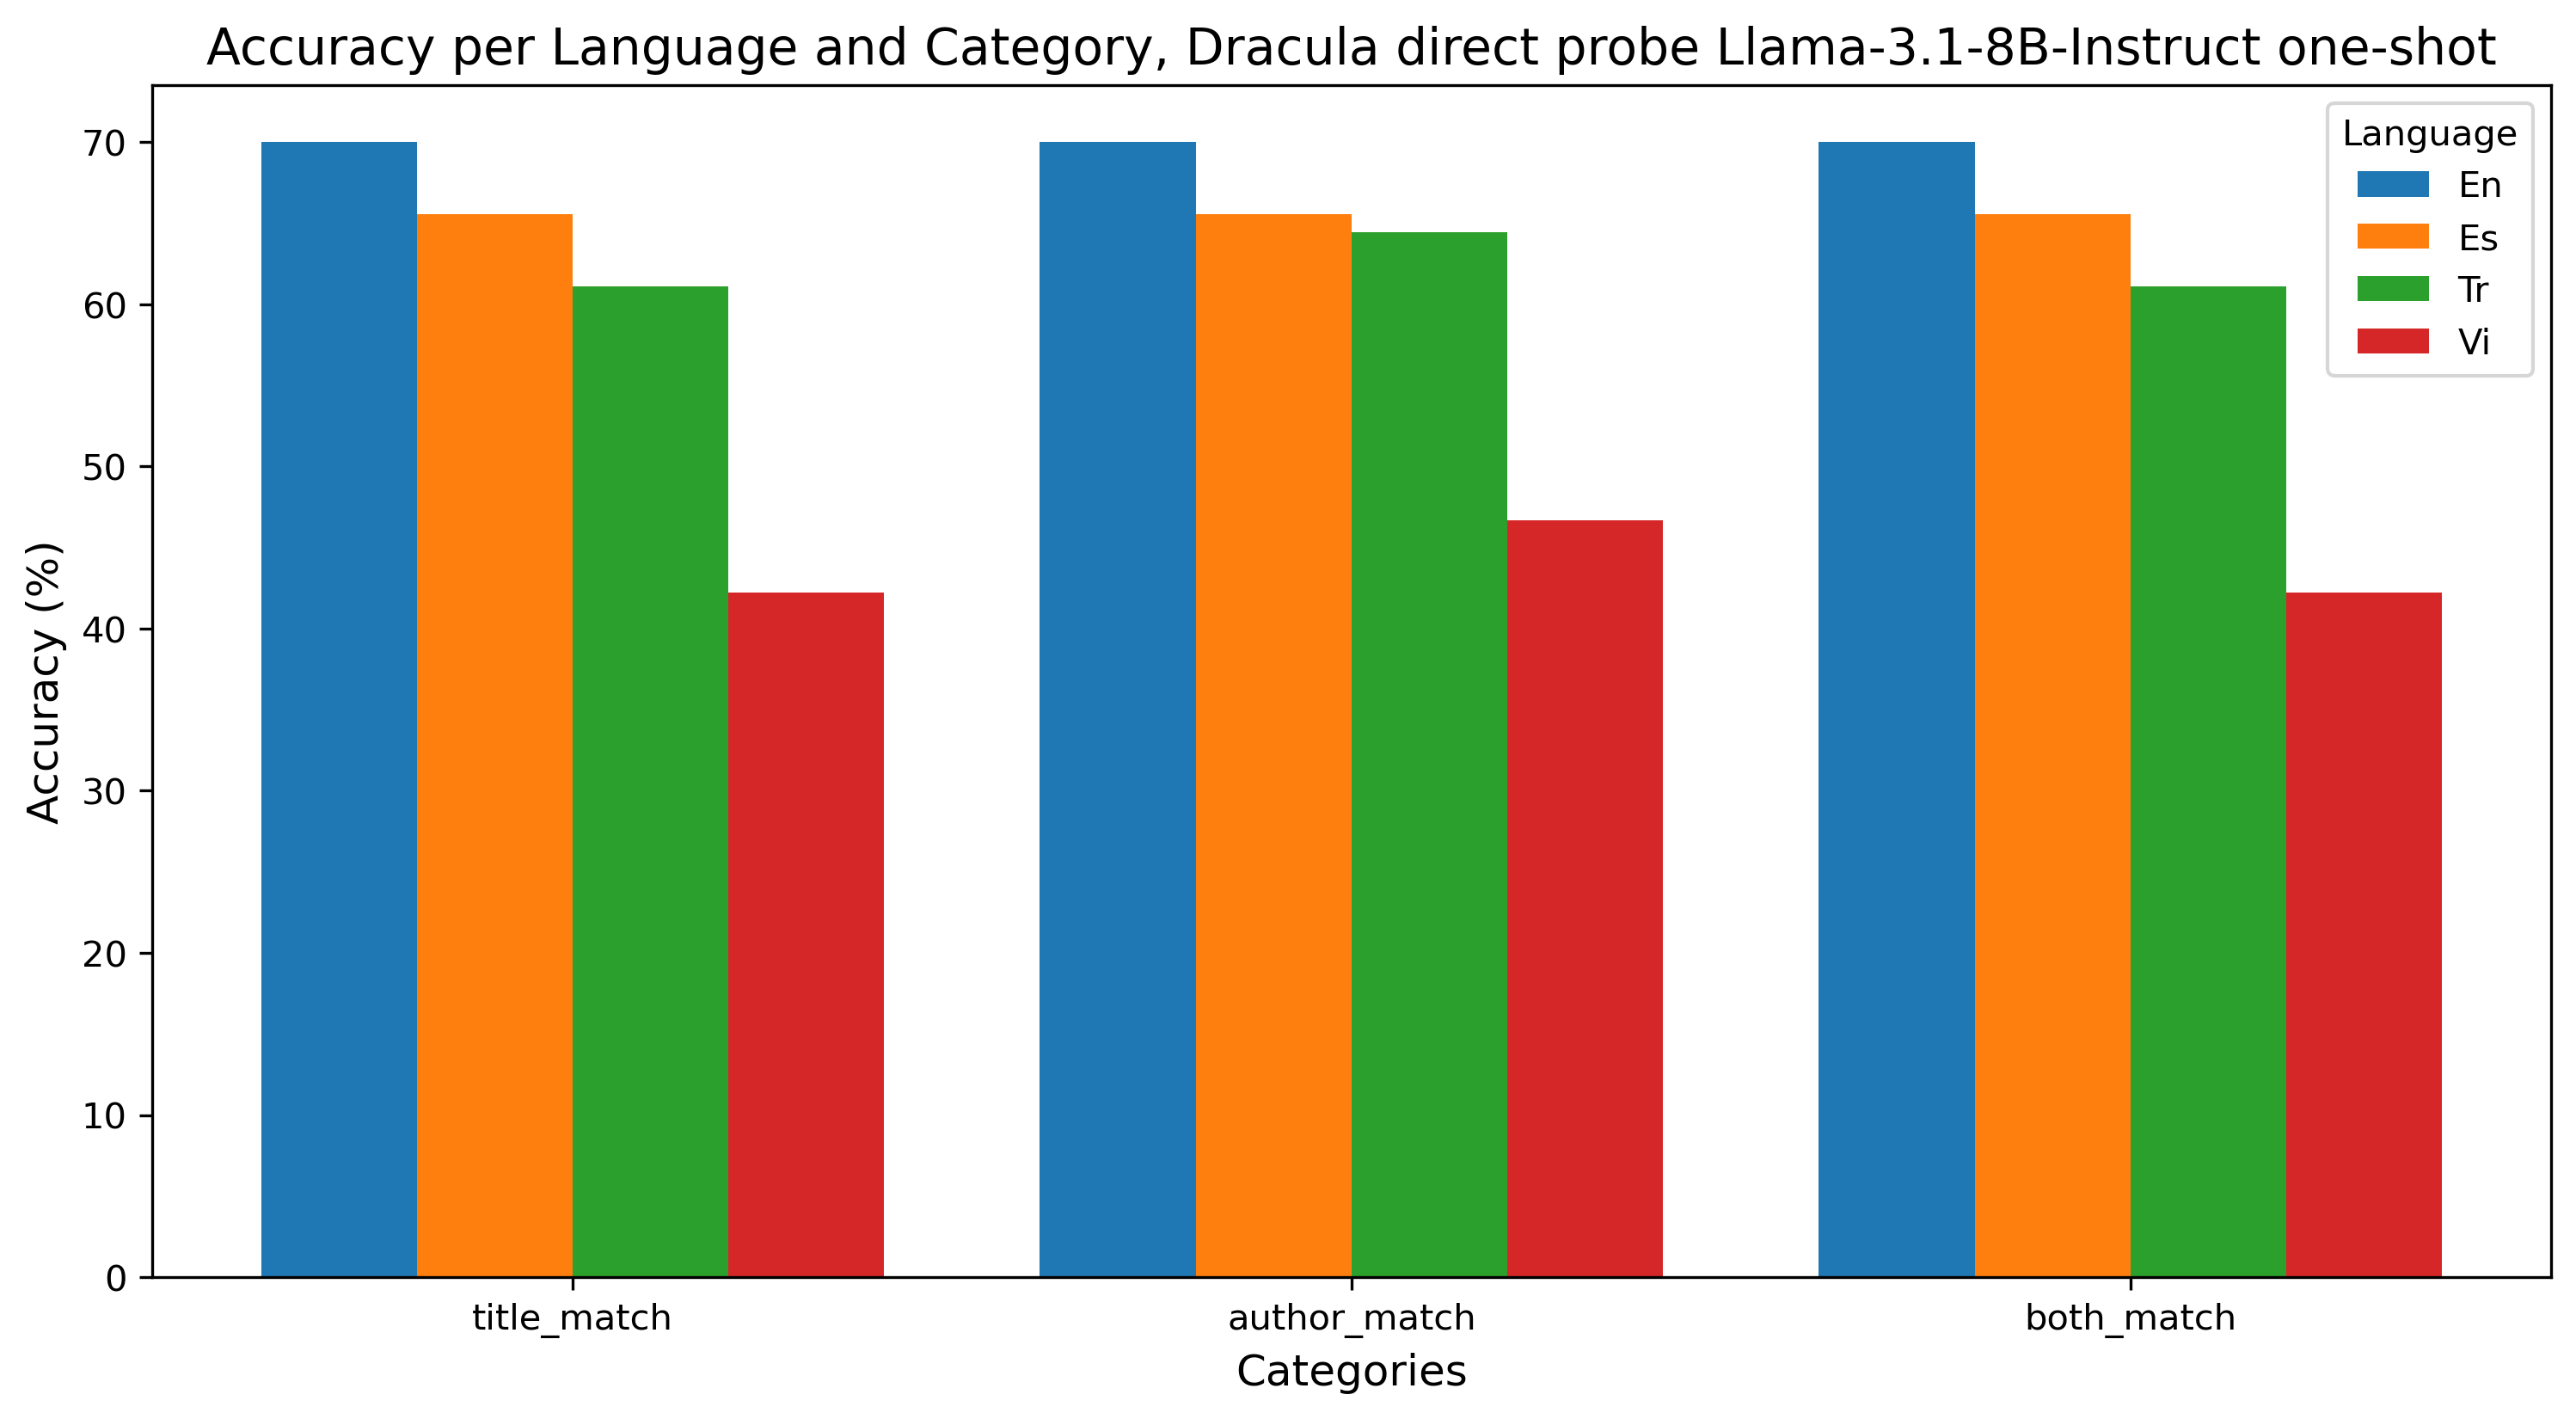 Accuracy per Language and Category, Dracula direct probe Llama-3.1-8B-Instruct one-shot
Language
En
Es
Tr
Vi
Accuracy (%)
70
60
50
40
30
20
10
0
title_match
author_match
both_match
Categories